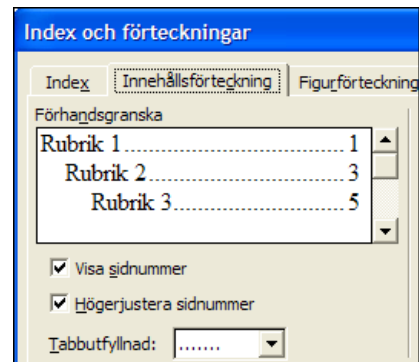 Index och förteckningar
Index Innehållsförteckning Figurförteckning
Förhandsgranska
Rubrik 1........................................ 1
Rubrik 2.................................... 3
Rubrik 3............................... 5
Visa sidnummer
Högerjustera sidnummer
Tabbutfyllnad: .......